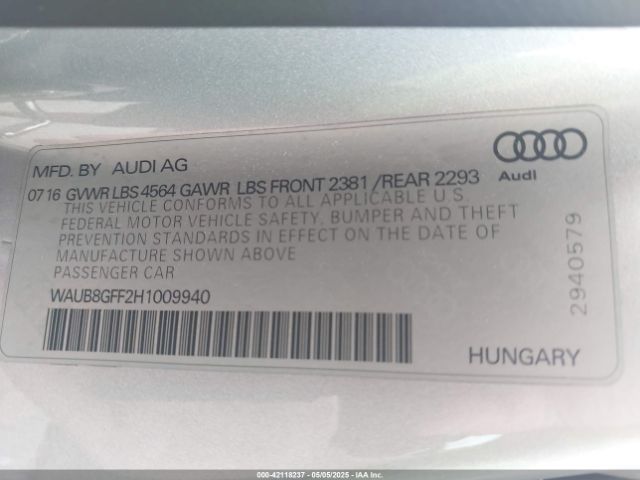 MFD. BY AUDI AG
07 16 GVWR LBS 4564 GAWR LBS FRONT 2381 /REAR 2293
THIS VEHICLE CONFORMS TO ALL APPLICABLE U.S.
FEDERAL MOTOR VEHICLE SAFETY, BUMPER AND THEFT
PREVENTION STANDARDS IN EFFECT ON THE DATE OF
MANUFACTURE SHOWN ABOVE
PASSENGER CAR
WAUB8GFF2H1009940
Audi
2940579
HUNGARY
000-42118237 - 05/05/2025 - IAAI.COM